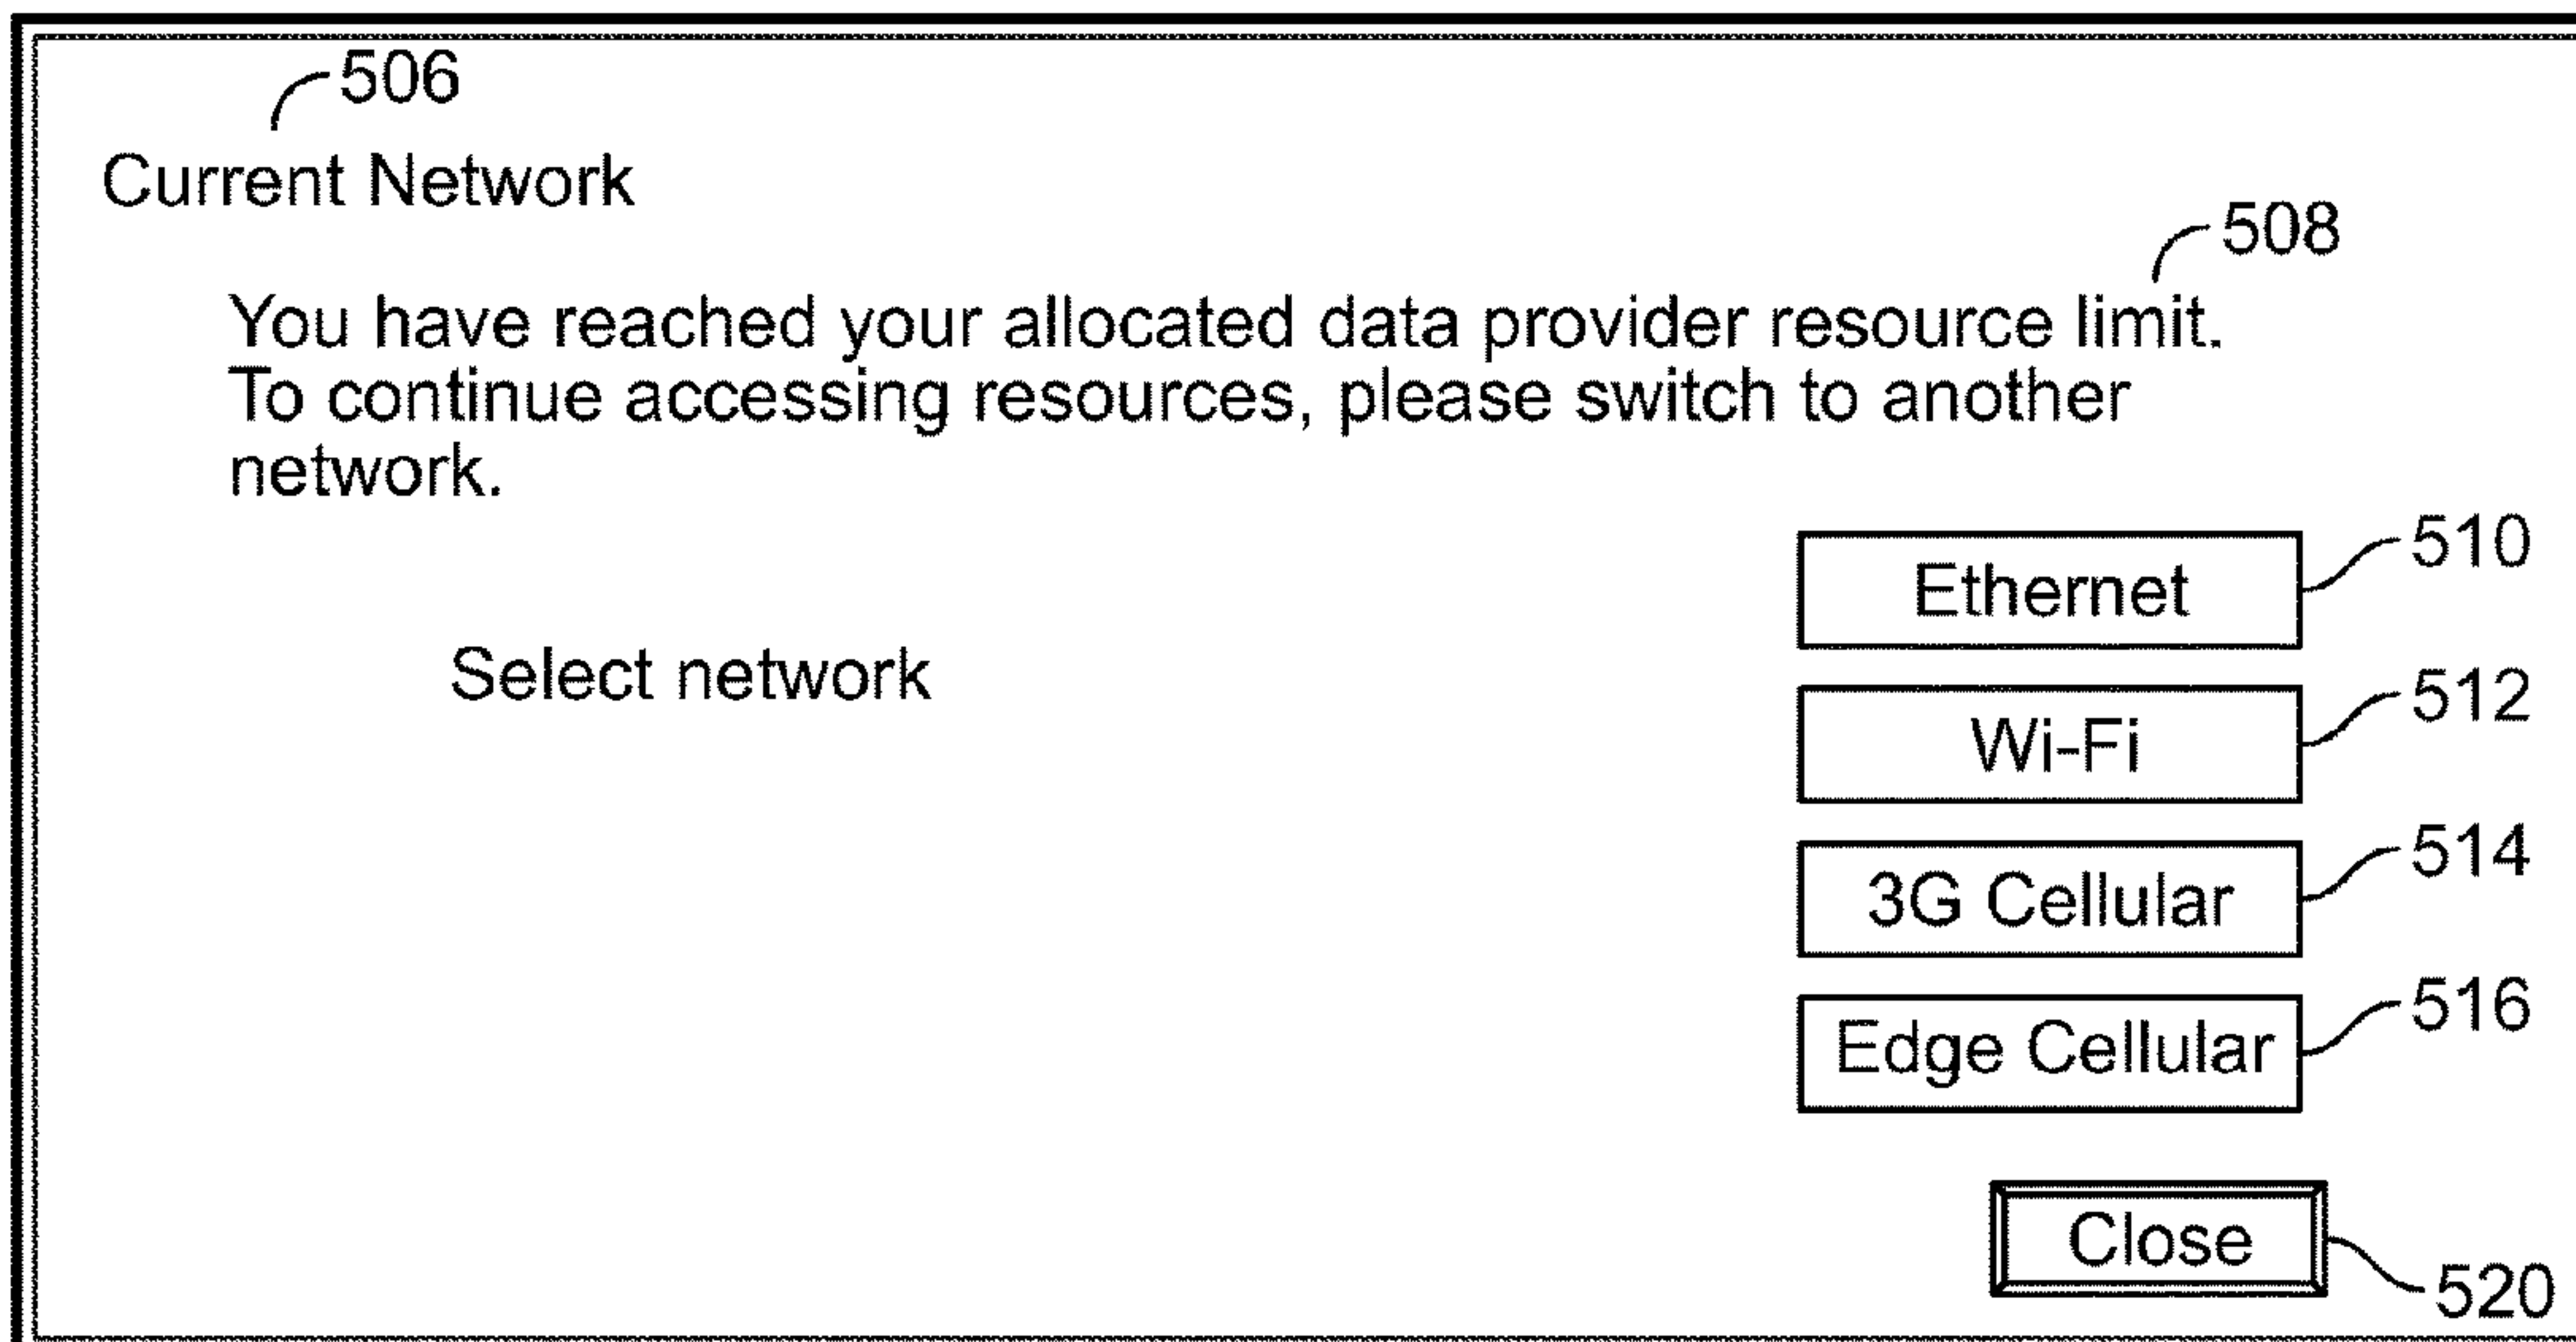 506
Current Network
508
You have reached your allocated data provider resource limit.
To continue accessing resources, please switch to another
network.
Ethernet
510
Select network
Wi-Fi
512
3G Cellular
514
Edge Cellular
516
Close
520